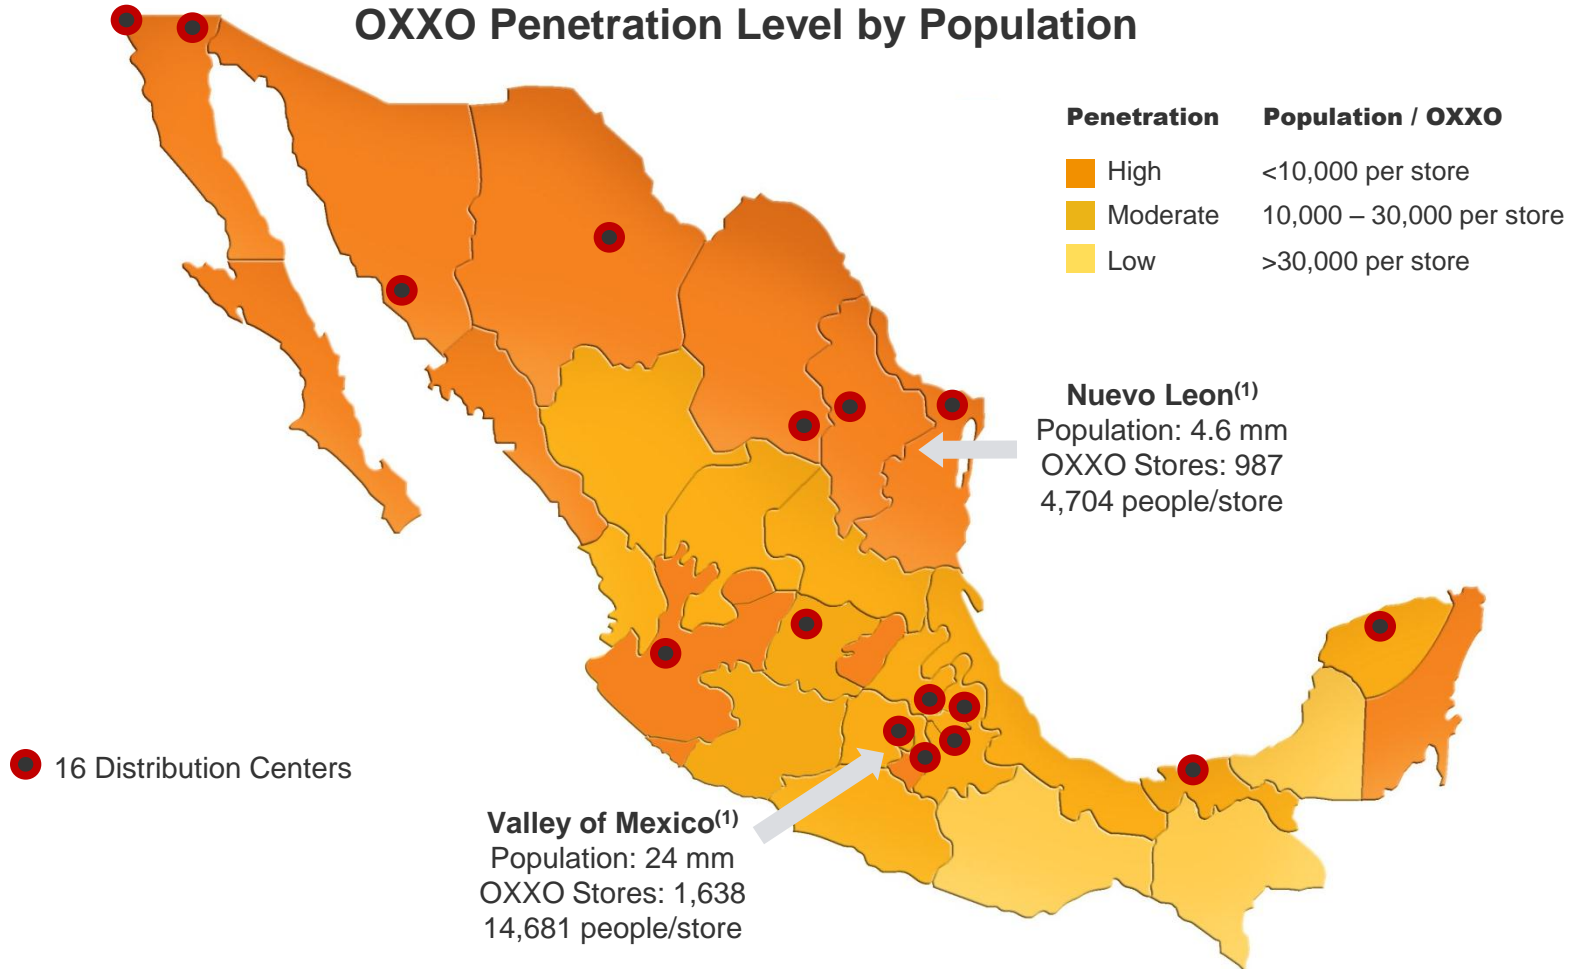 OXXO Penetration Level by Population
Penetration Population / OXXO
High <10,000 per store
Moderate 10,000 – 30,000 per store
Low >30,000 per store
Nuevo Leon(1)
Population: 4.6 mm
OXXO Stores: 987
4,704 people/store
16 Distribution Centers
Valley of Mexico(1)
Population: 24 mm
OXXO Stores: 1,638
14,681 people/store